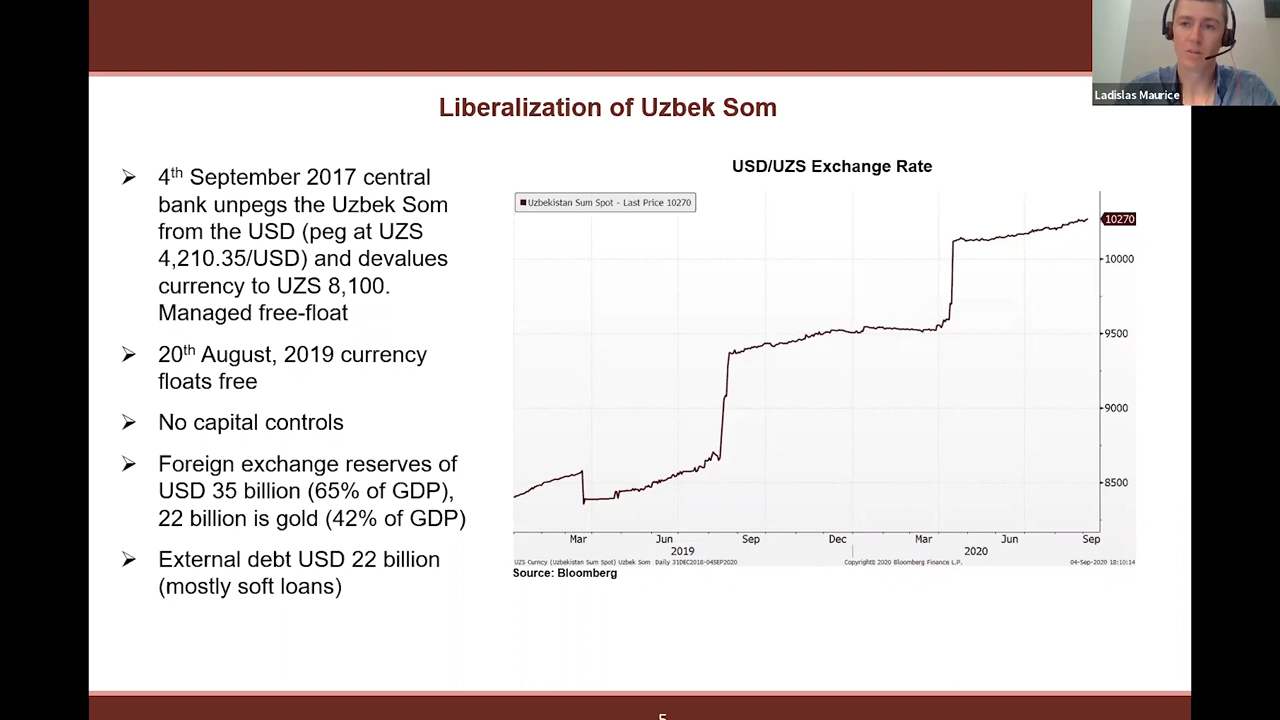 Ladislas Maurice
Liberalization of Uzbek Som
➢ 4th September 2017 central
bank unpegs the Uzbek Som
from the USD (peg at UZS
4,210.35/USD) and devalues
currency to UZS 8,100.
Managed free-float
➢ 20th August, 2019 currency
floats free
➢ No capital controls
➢ Foreign exchange reserves of
USD 35 billion (65% of GDP),
22 billion is gold (42% of GDP)
➢ External debt USD 22 billion
(mostly soft loans)
USD/UZS Exchange Rate
Uzbekistan Sum Spot - Last Price 10270
10270
10000
9500
9000
8500
Mar Jun Sep Dec Mar Jun Sep
2019 2020
UZS Curncy (Uzbekistan Sum Spot) Uzbek Som Daily 31DEC2018-04SEP2020 Copyright© 2020 Bloomberg Finance L.P. 04-Sep-2020 18:10:14
Source: Bloomberg
5